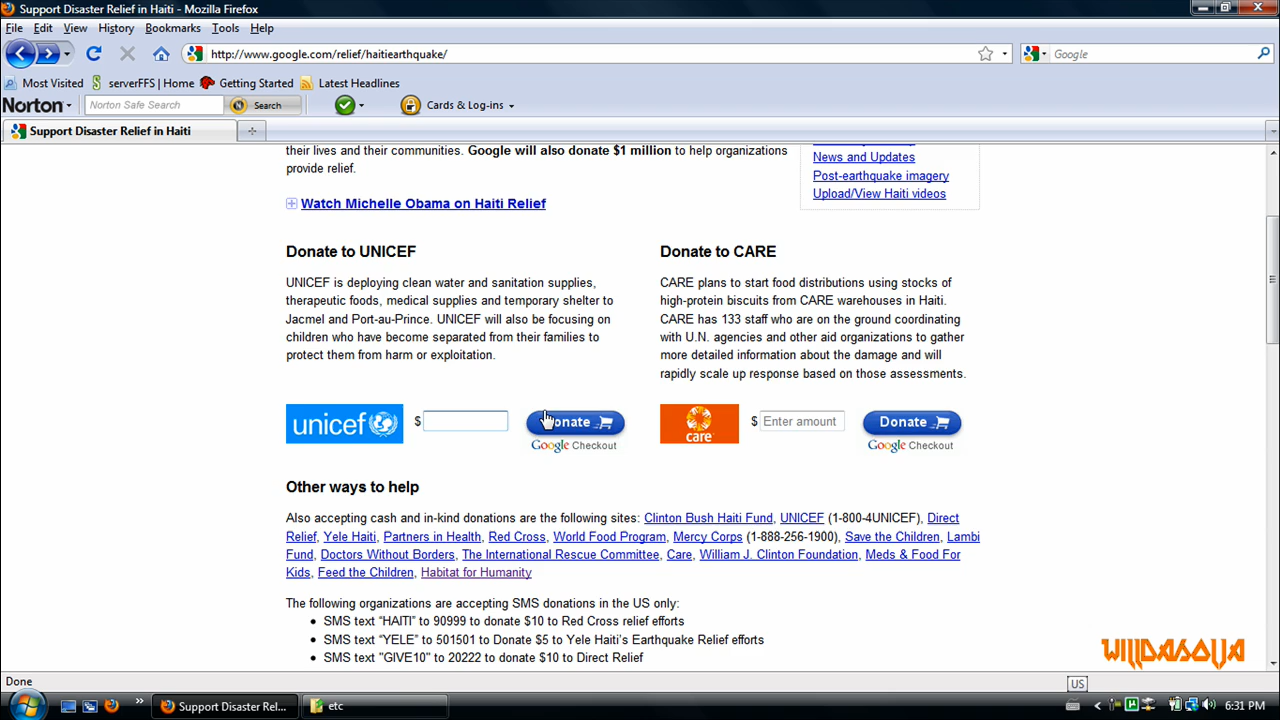 Support Disaster Relief in Haiti - Mozilla Firefox
File Edit View History Bookmarks Tools Help
http://www.google.com/relief/haitiearthquake/
Google
Most Visited serverFFS | Home Getting Started Latest Headlines
Norton Norton Safe Search Search Cards & Log-ins
Support Disaster Relief in Haiti
their lives and their communities. Google will also donate $1 million to help organizations
provide relief.
News and Updates
Post-earthquake imagery
Upload/View Haiti videos
Watch Michelle Obama on Haiti Relief
Donate to UNICEF
UNICEF is deploying clean water and sanitation supplies,
therapeutic foods, medical supplies and temporary shelter to
Jacmel and Port-au-Prince. UNICEF will also be focusing on
children who have become separated from their families to
protect them from harm or exploitation.
unicef $ Donate
Google Checkout
Donate to CARE
CARE plans to start food distributions using stocks of
high-protein biscuits from CARE warehouses in Haiti.
CARE has 133 staff who are on the ground coordinating
with U.N. agencies and other aid organizations to gather
more detailed information about the damage and will
rapidly scale up response based on those assessments.
care $ Enter amount Donate
Google Checkout
Other ways to help
Also accepting cash and in-kind donations are the following sites: Clinton Bush Haiti Fund, UNICEF (1-800-4UNICEF), Direct
Relief, Yele Haiti, Partners in Health, Red Cross, World Food Program, Mercy Corps (1-888-256-1900), Save the Children, Lambi
Fund, Doctors Without Borders, The International Rescue Committee, Care, William J. Clinton Foundation, Meds & Food For
Kids, Feed the Children, Habitat for Humanity
The following organizations are accepting SMS donations in the US only:
• SMS text “HAITI” to 90999 to donate $10 to Red Cross relief efforts
• SMS text “YELE” to 501501 to Donate $5 to Yele Haiti’s Earthquake Relief efforts
• SMS text "GIVE10" to 20222 to donate $10 to Direct Relief
WILLDASOVA
Done
US
Support Disaster Rel... etc 6:31 PM